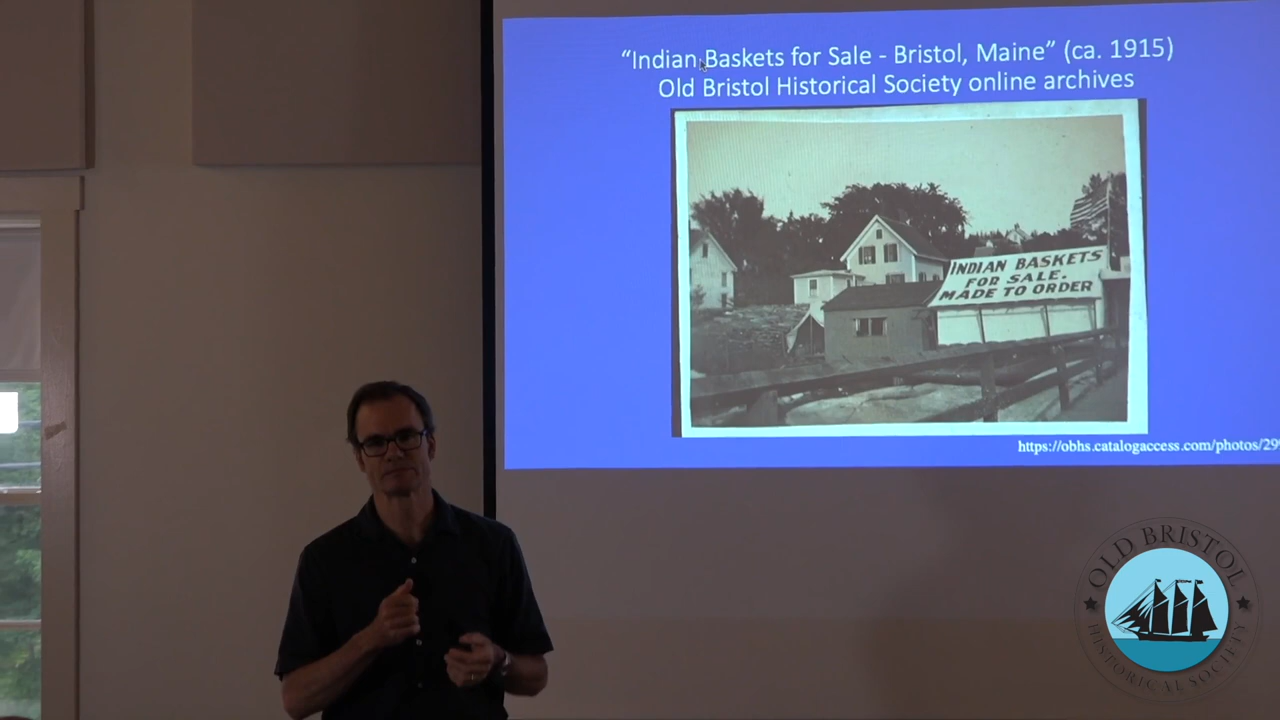 “Indian Baskets for Sale - Bristol, Maine” (ca. 1915)
Old Bristol Historical Society online archives
INDIAN BASKETS
FOR SALE.
MADE TO ORDER
https://obhs.catalogaccess.com/photos/29
OLD BRISTOL
HISTORICAL SOCIETY